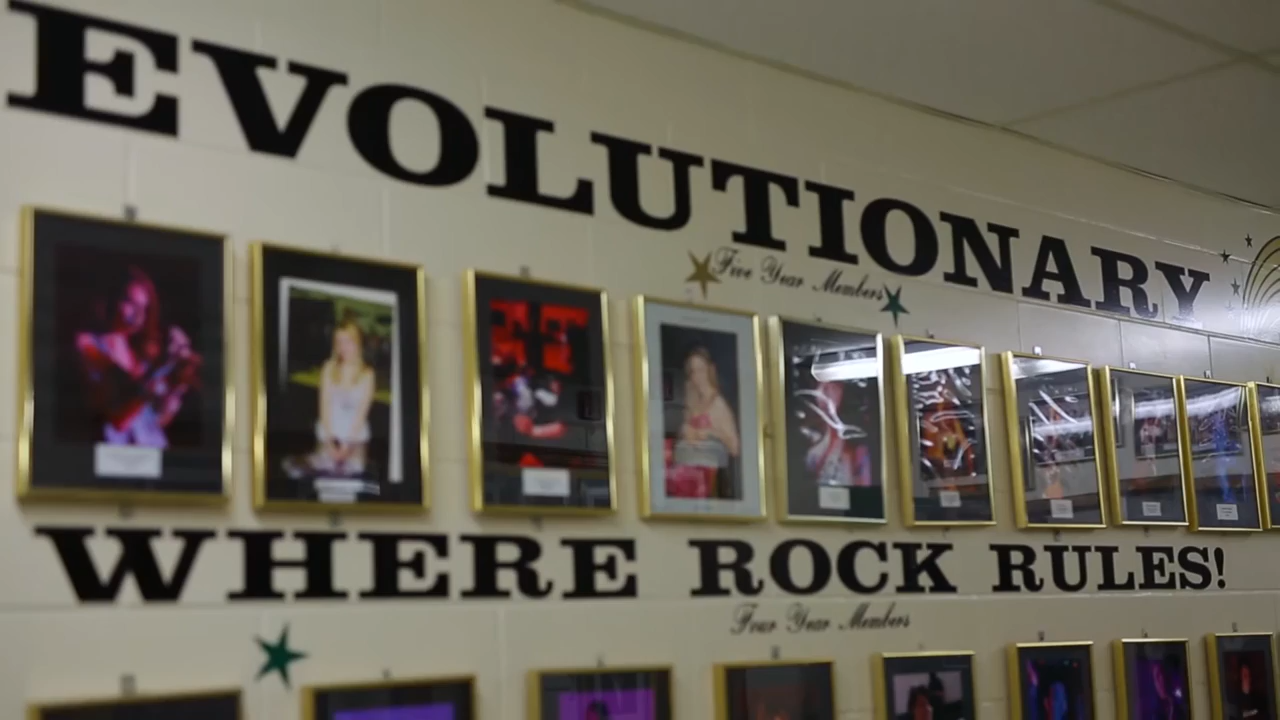 EVOLUTIONARY
Five Year Members
WHERE ROCK RULES!
Four Year Members